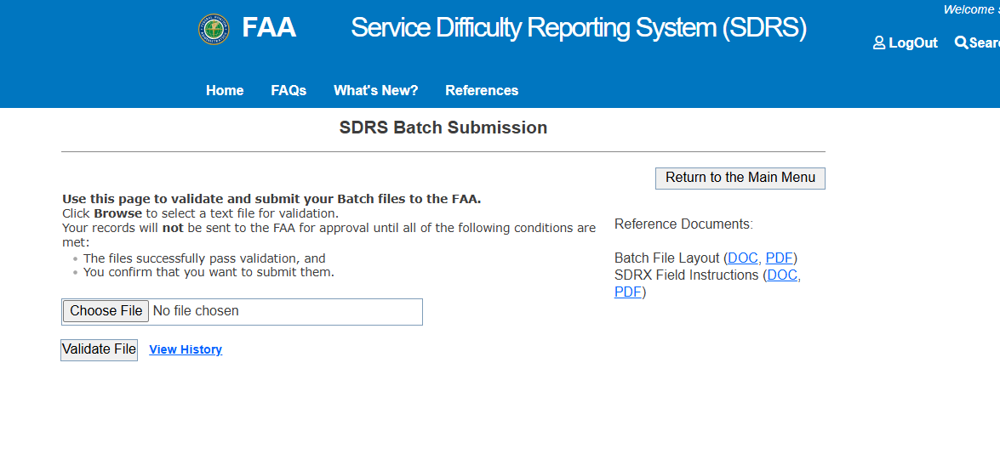 Welcome
FAA
Service Difficulty Reporting System (SDRS)
LogOut
Home
FAQs
What's New?
References
SDRS Batch Submission
Return to the Main Menu
Use this page to validate and submit your Batch files to the FAA.
Click Browse to select a text file for validation.
Your records will not be sent to the FAA for approval until all of the following conditions are
met:
The files successfully pass validation, and
You confirm that you want to submit them.
Reference Documents:
Batch File Layout (DOC, PDF)
SDRX Field Instructions (DOC,
PDF)
Choose File No file chosen
Validate File View History